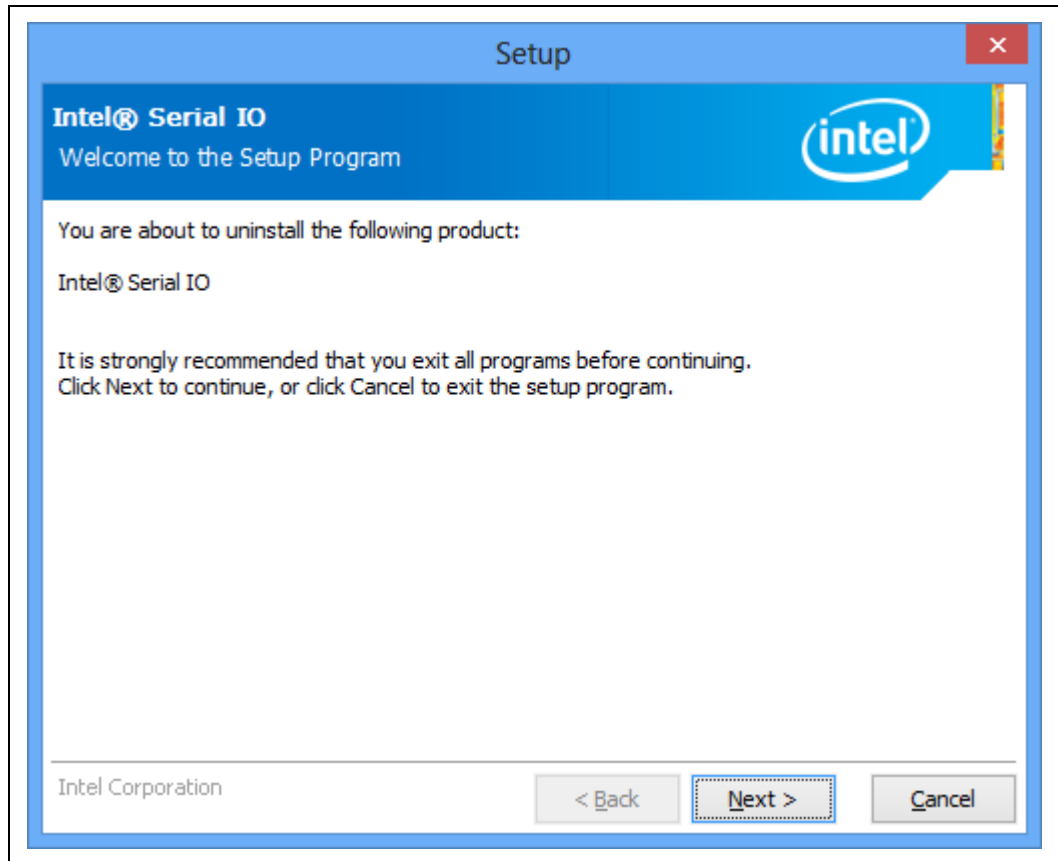 Setup
Intel® Serial IO
Welcome to the Setup Program
intel
You are about to uninstall the following product:
Intel® Serial IO
It is strongly recommended that you exit all programs before continuing.
Click Next to continue, or click Cancel to exit the setup program.
Intel Corporation
< Back
Next >
Cancel